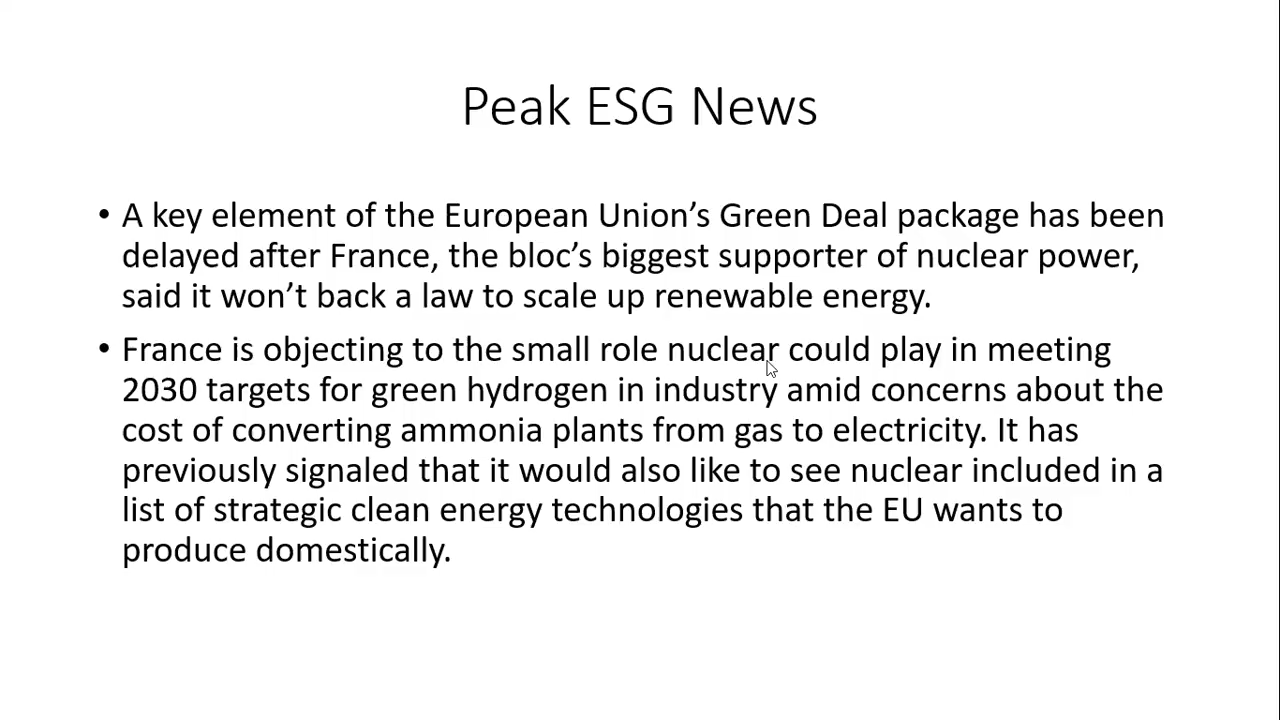 Peak ESG News
• A key element of the European Union’s Green Deal package has been
delayed after France, the bloc’s biggest supporter of nuclear power,
said it won’t back a law to scale up renewable energy.
• France is objecting to the small role nuclear could play in meeting
2030 targets for green hydrogen in industry amid concerns about the
cost of converting ammonia plants from gas to electricity. It has
previously signaled that it would also like to see nuclear included in a
list of strategic clean energy technologies that the EU wants to
produce domestically.